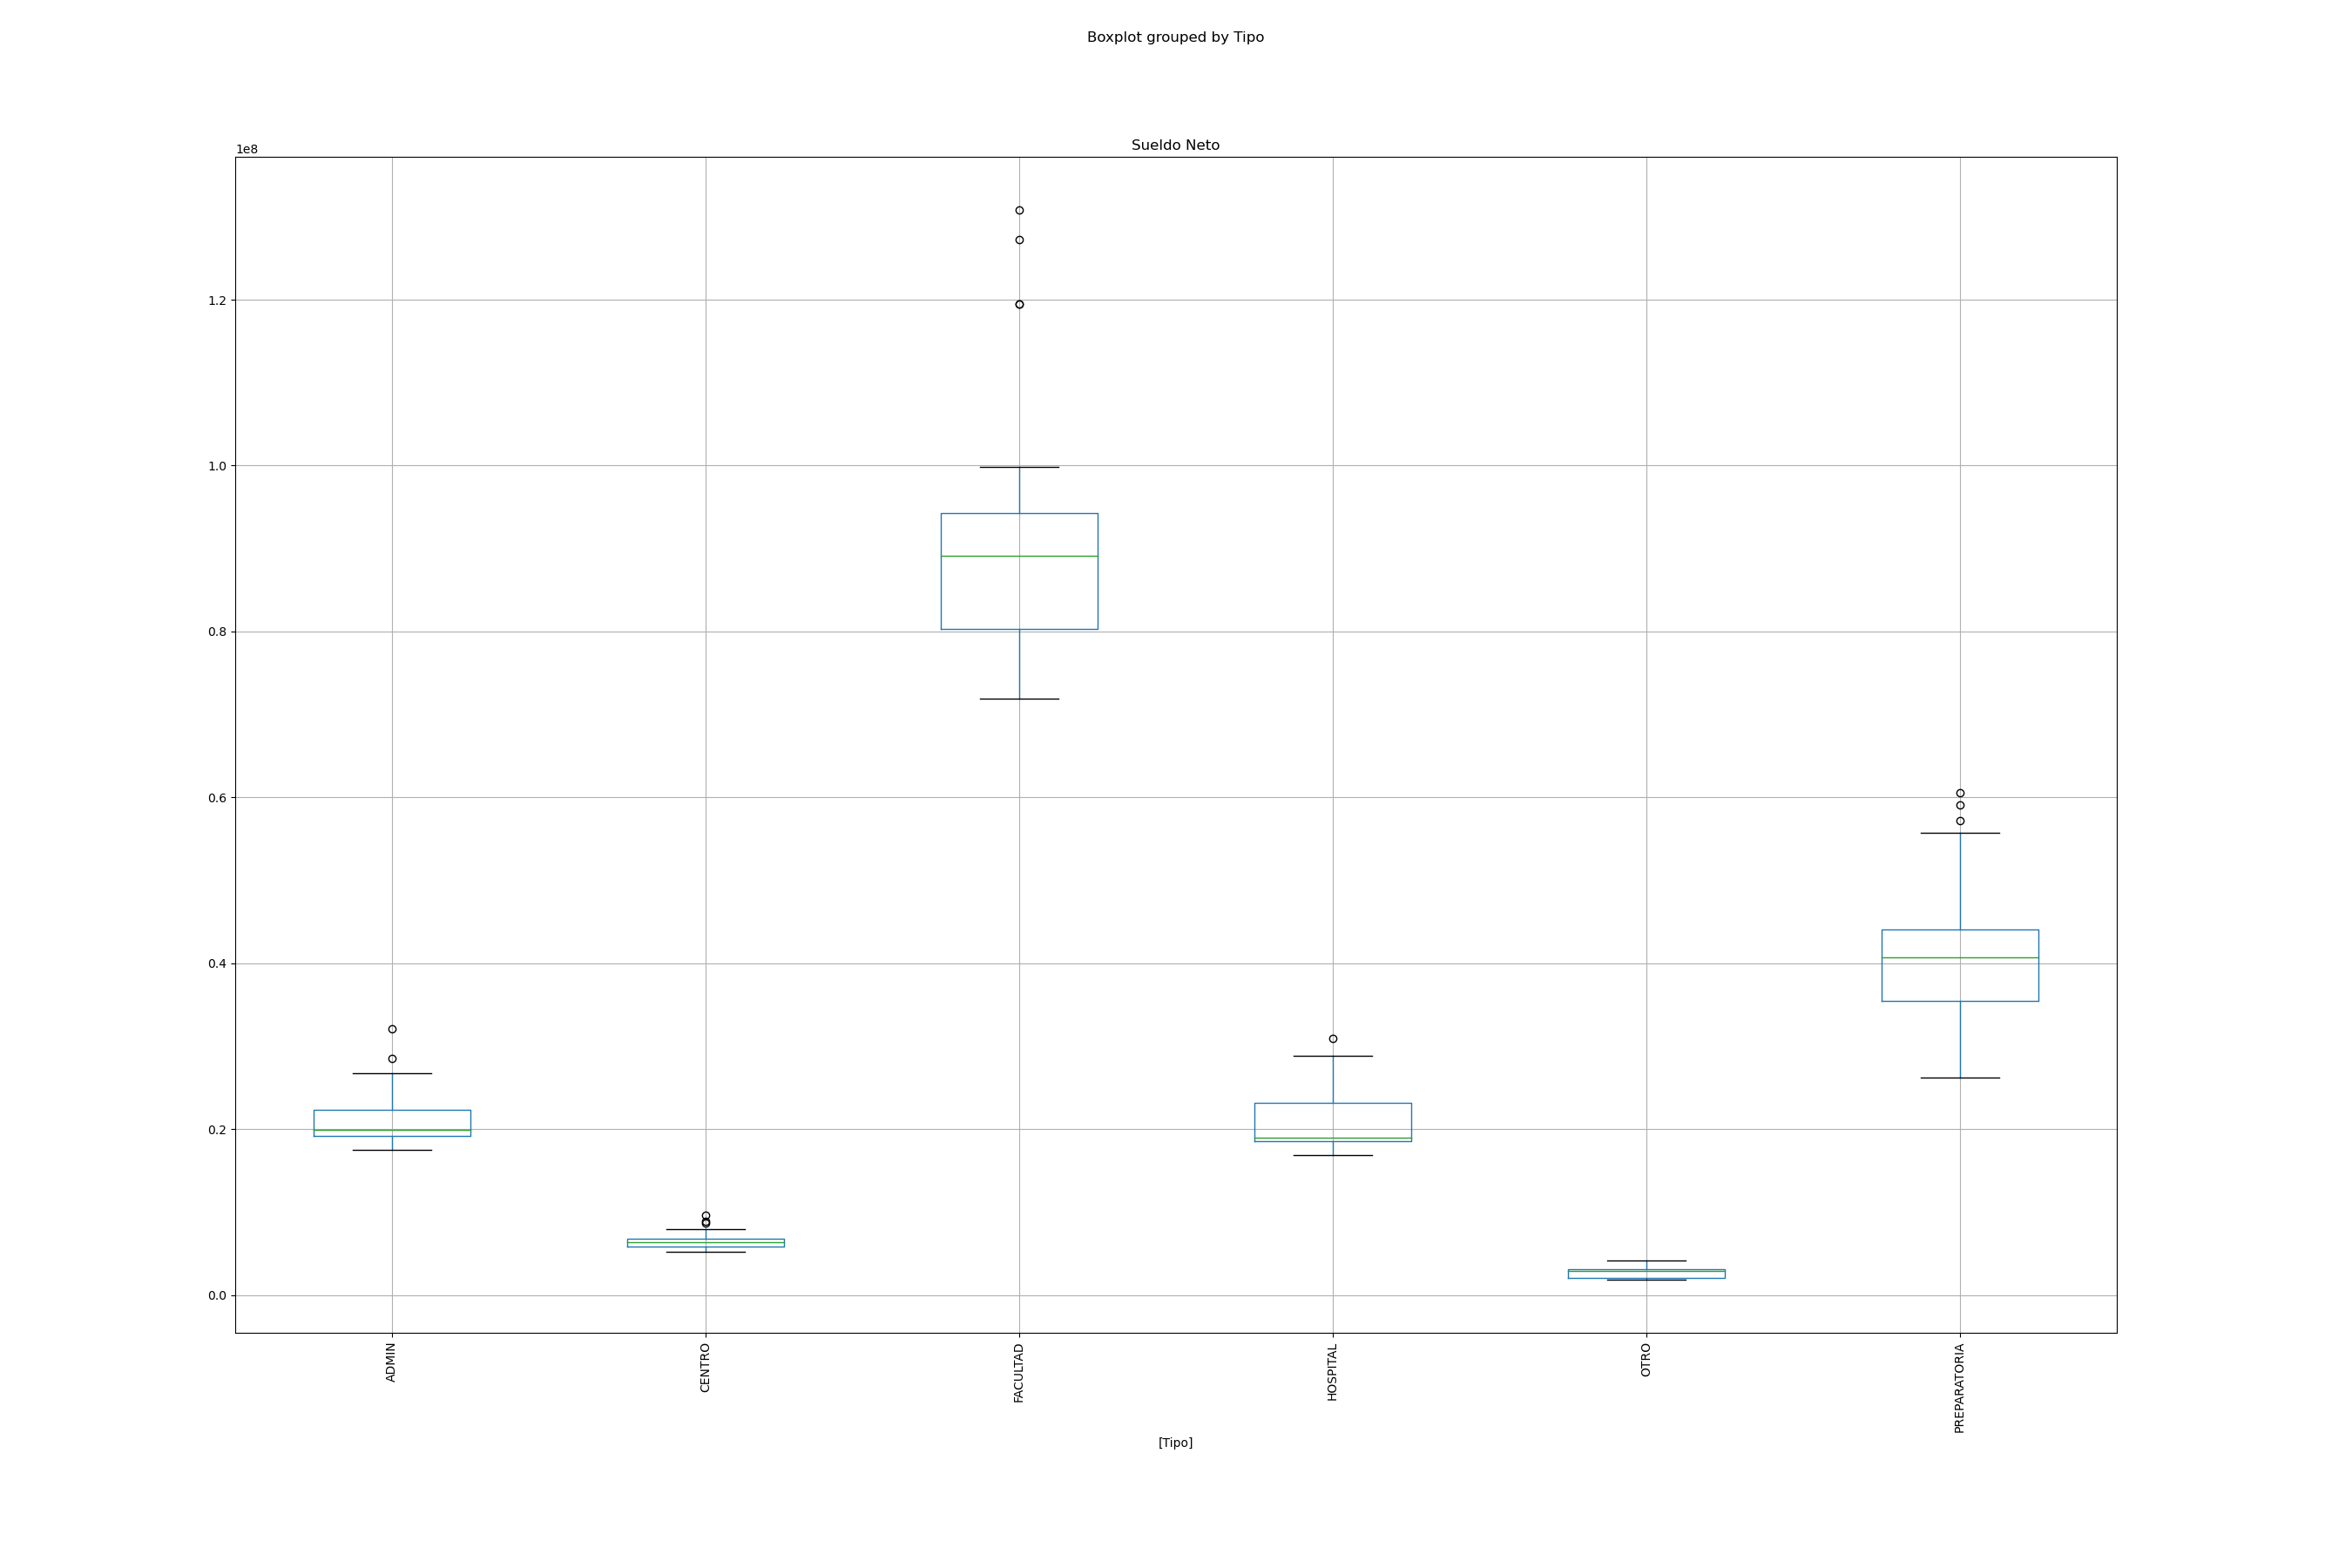 Boxplot grouped by Tipo
Sueldo Neto
1e8
1.2
1.0
0.8
0.6
0.4
0.2
0.0
ADMIN
CENTRO
FACULTAD
HOSPITAL
OTRO
PREPARATORIA
[Tipo]